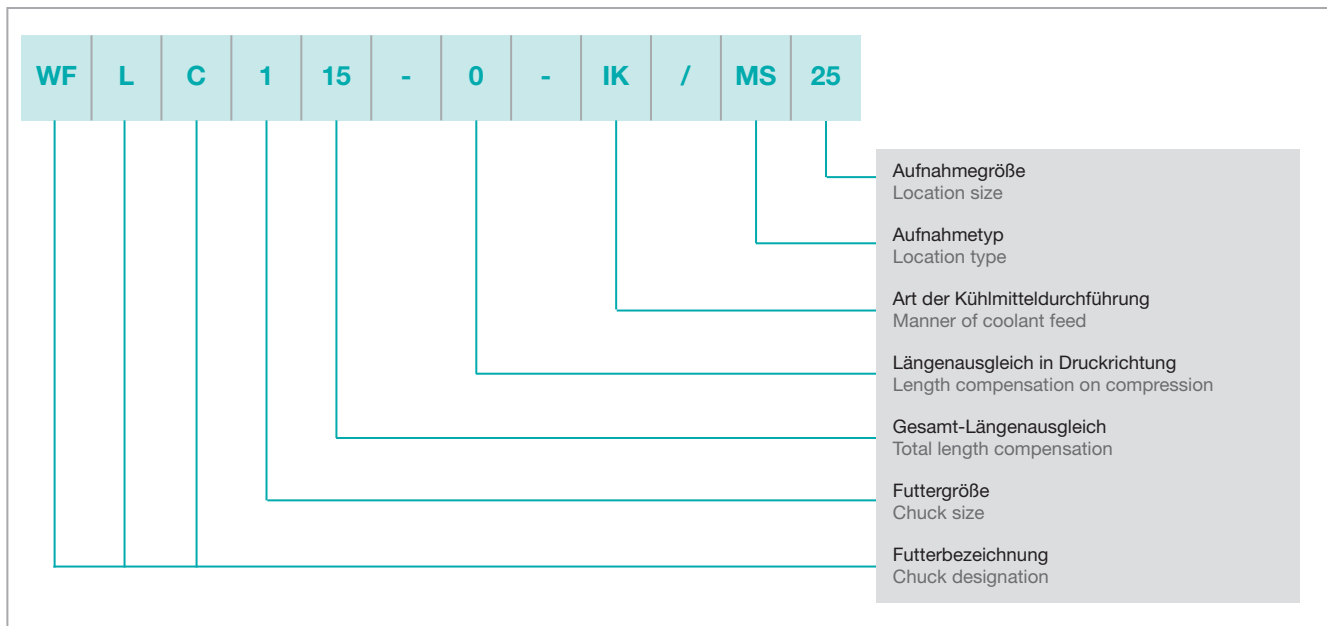 WF L C 1 15 - 0 - IK / MS 25
Aufnahmegröße
Location size
Aufnahmetyp
Location type
Art der Kühlmitteldurchführung
Manner of coolant feed
Längenausgleich in Druckrichtung
Length compensation on compression
Gesamt-Längenausgleich
Total length compensation
Futtergröße
Chuck size
Futterbezeichnung
Chuck designation